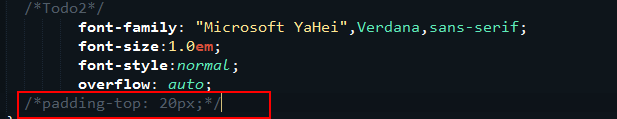 /*Todo2*/
font-family: "Microsoft YaHei",Verdana,sans-serif;
font-size:1.0em;
font-style:normal;
overflow: auto;
/*padding-top: 20px;*/
}